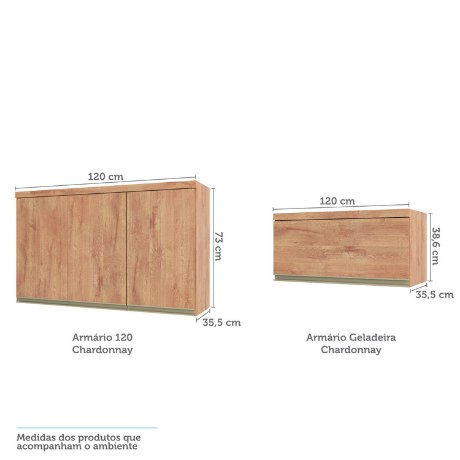 120 cm
73 cm
35,5 cm
Armário 120
Chardonnay
120 cm
38,6 cm
35,5 cm
Armário Geladeira
Chardonnay
Medidas dos produtos que
acompanham o ambiente